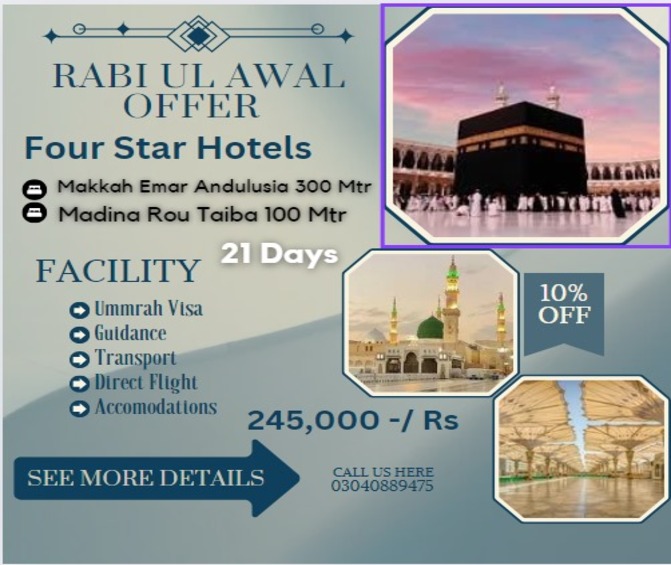 RABI UL AWAL
OFFER
Four Star Hotels
Makkah Emar Andulusia 300 Mtr
Madina Rou Taiba 100 Mtr
21 Days
FACILITY
Ummrah Visa
Guidance
Transport
Direct Flight
Accomodations
10%
OFF
245,000 -/ Rs
SEE MORE DETAILS
CALL US HERE
03040889475